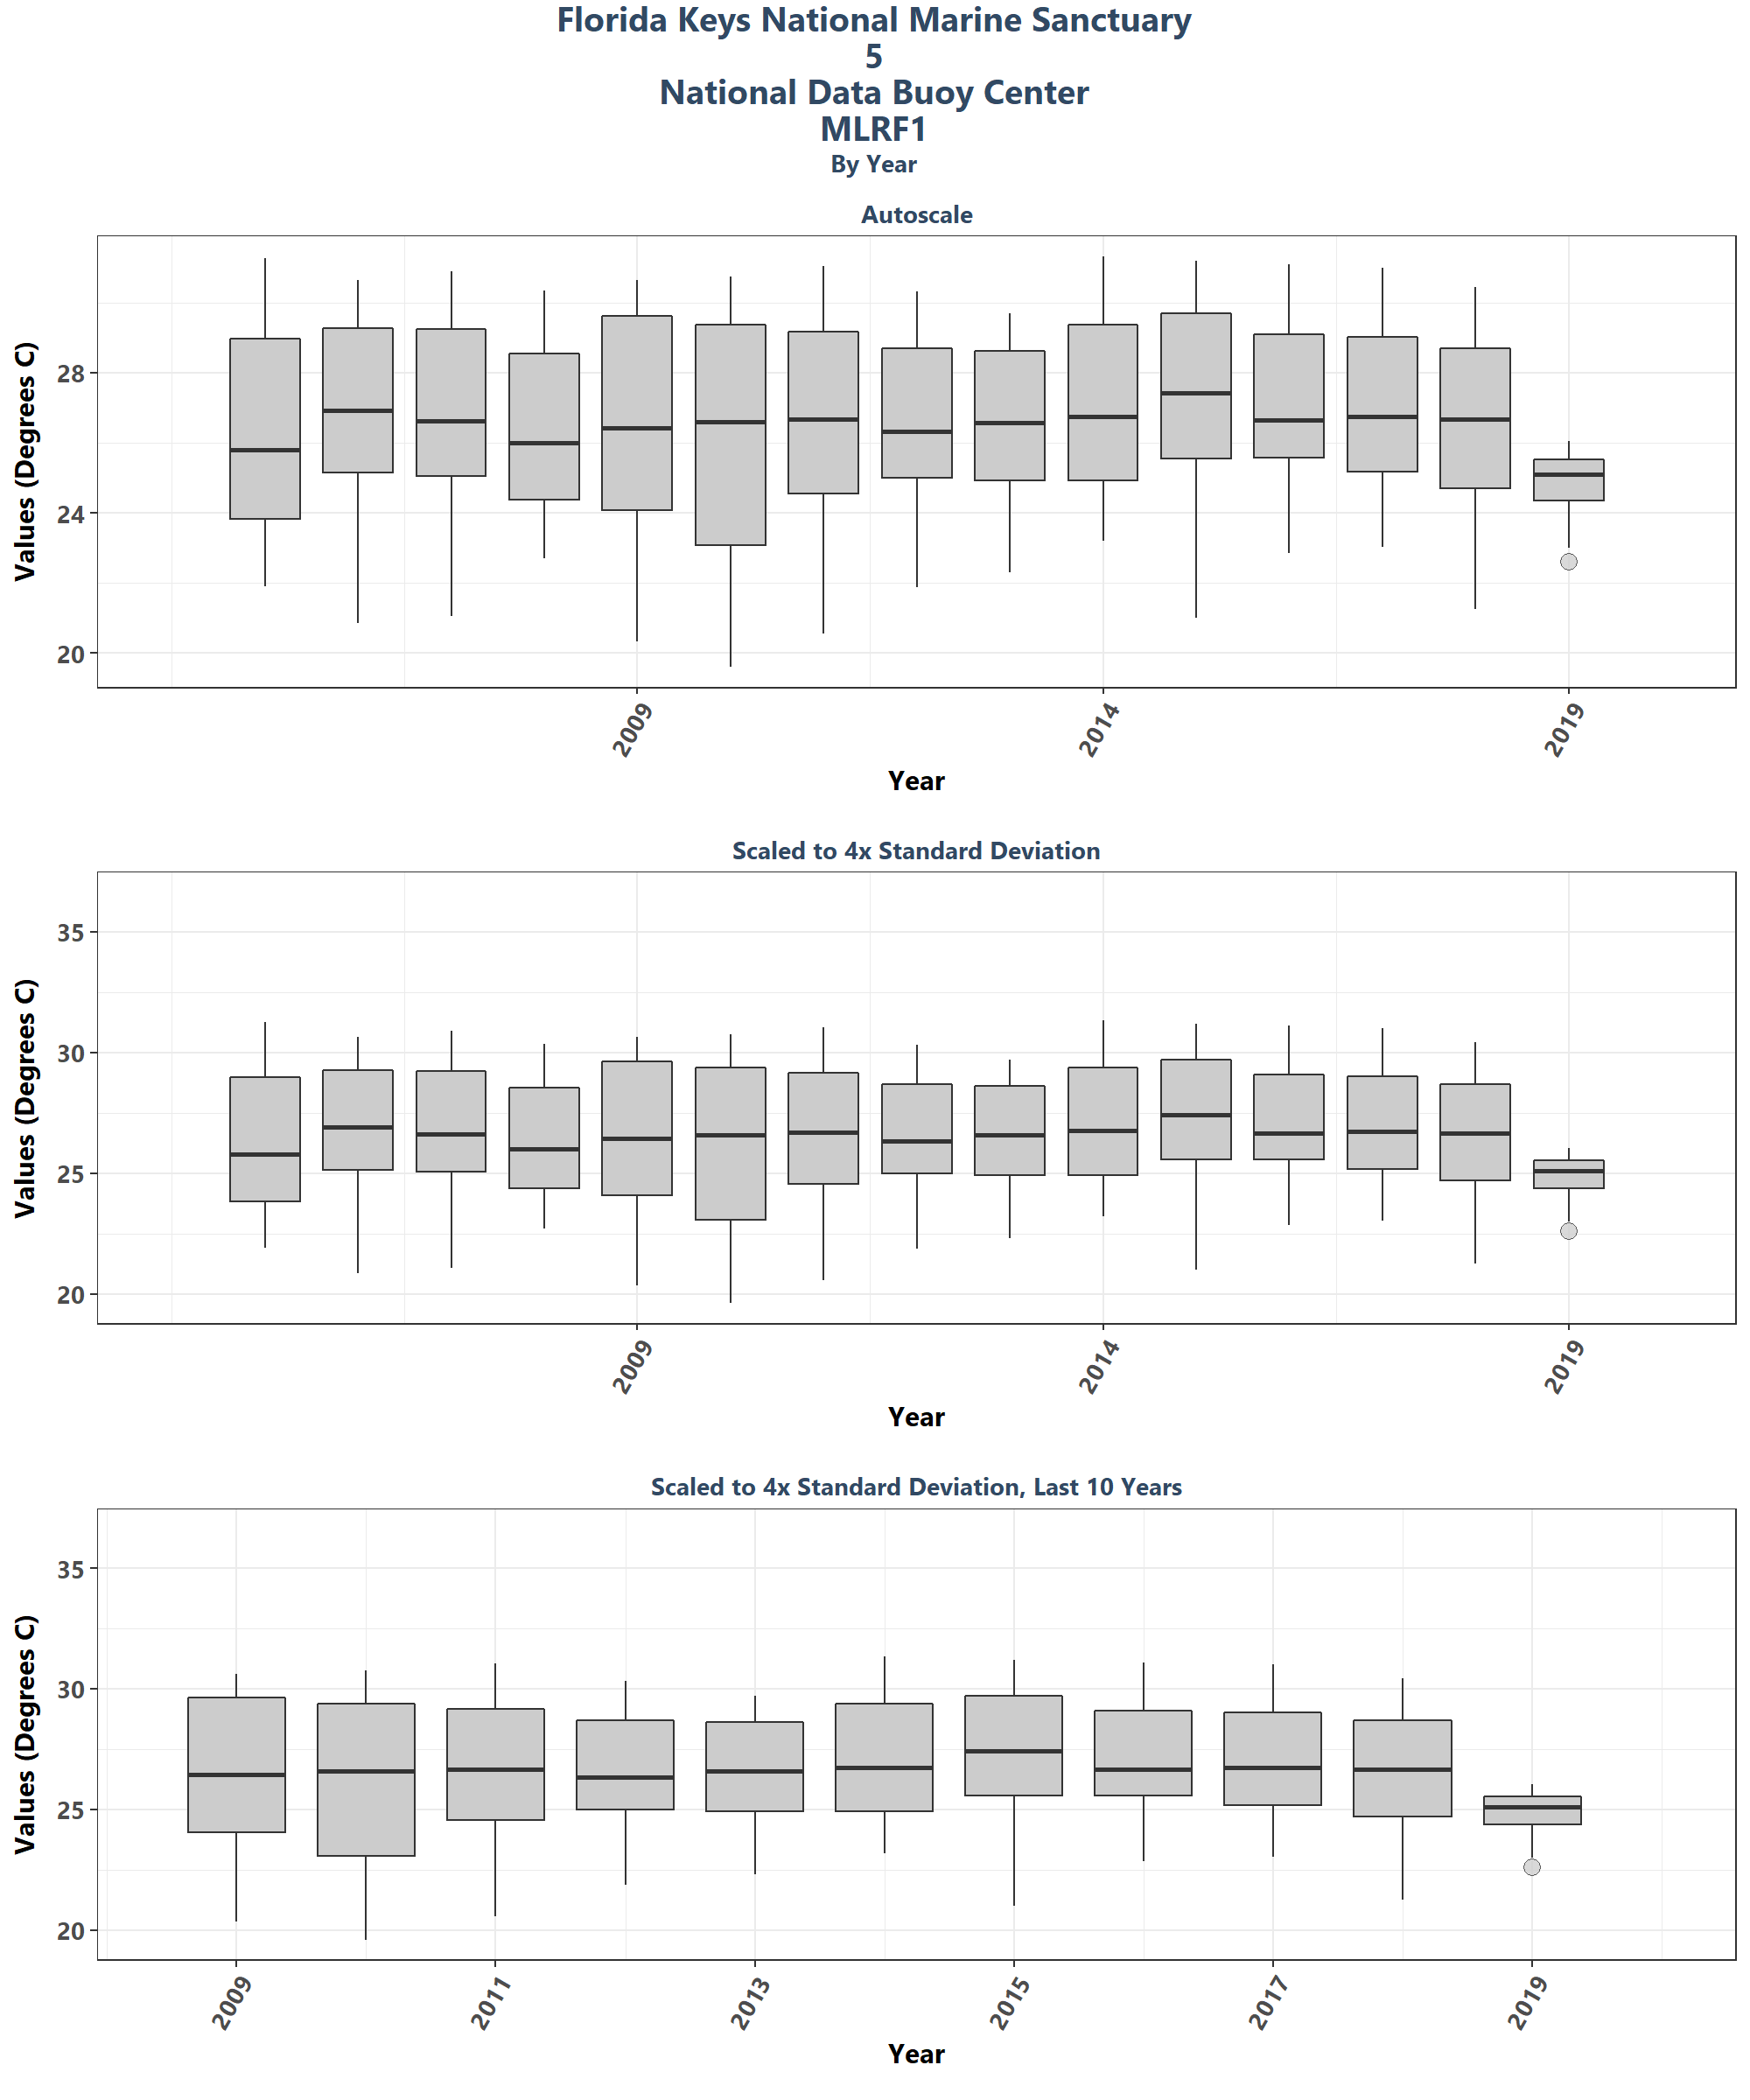 Florida Keys National Marine Sanctuary
5
National Data Buoy Center
MLRF1
By Year
Autoscale
Values (Degrees C)
28
24
20
2009
2014
2019
Year
Scaled to 4x Standard Deviation
Values (Degrees C)
35
30
25
20
2009
2014
2019
Year
Scaled to 4x Standard Deviation, Last 10 Years
Values (Degrees C)
35
30
25
20
2009
2011
2013
2015
2017
2019
Year